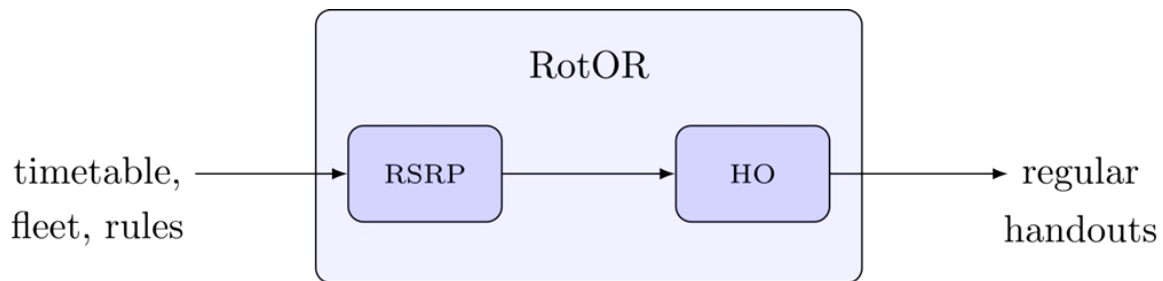 RotOR
timetable,
fleet, rules
RSRP
HO
regular
handouts